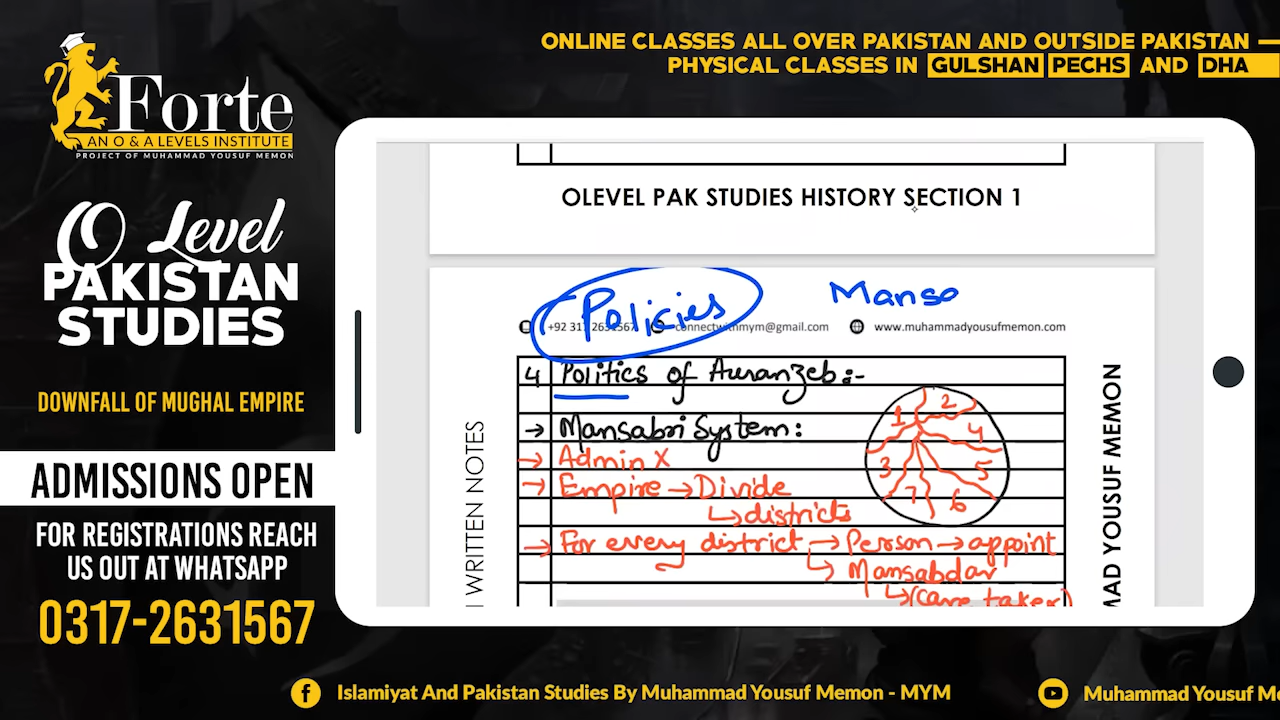 Forte
AN O & A LEVELS INSTITUTE
PROJECT OF MUHAMMAD YOUSUF MEMON
ONLINE CLASSES ALL OVER PAKISTAN AND OUTSIDE PAKISTAN
PHYSICAL CLASSES IN GULSHAN PECHS AND DHA
O Level
PAKISTAN
STUDIES
DOWNFALL OF MUGHAL EMPIRE
ADMISSIONS OPEN
FOR REGISTRATIONS REACH
US OUT AT WHATSAPP
0317-2631567
OLEVEL PAK STUDIES HISTORY SECTION 1
Policies Manso
+92 317 2631567 connectwithmym@gmail.com www.muhammadyousufmemon.com
4 Politics of Auranzeb:-
→ Mansabri System:
→ Admin X
→ Empire → Divide
↳ districts
→ For every district → Person → appoint
↳ Mansabdar
↳ (care taker)
1 2 4 3 5 7 6
WRITTEN NOTES
MAD YOUSUF MEMON
Islamiyat And Pakistan Studies By Muhammad Yousuf Memon - MYM
Muhammad Yousuf Me